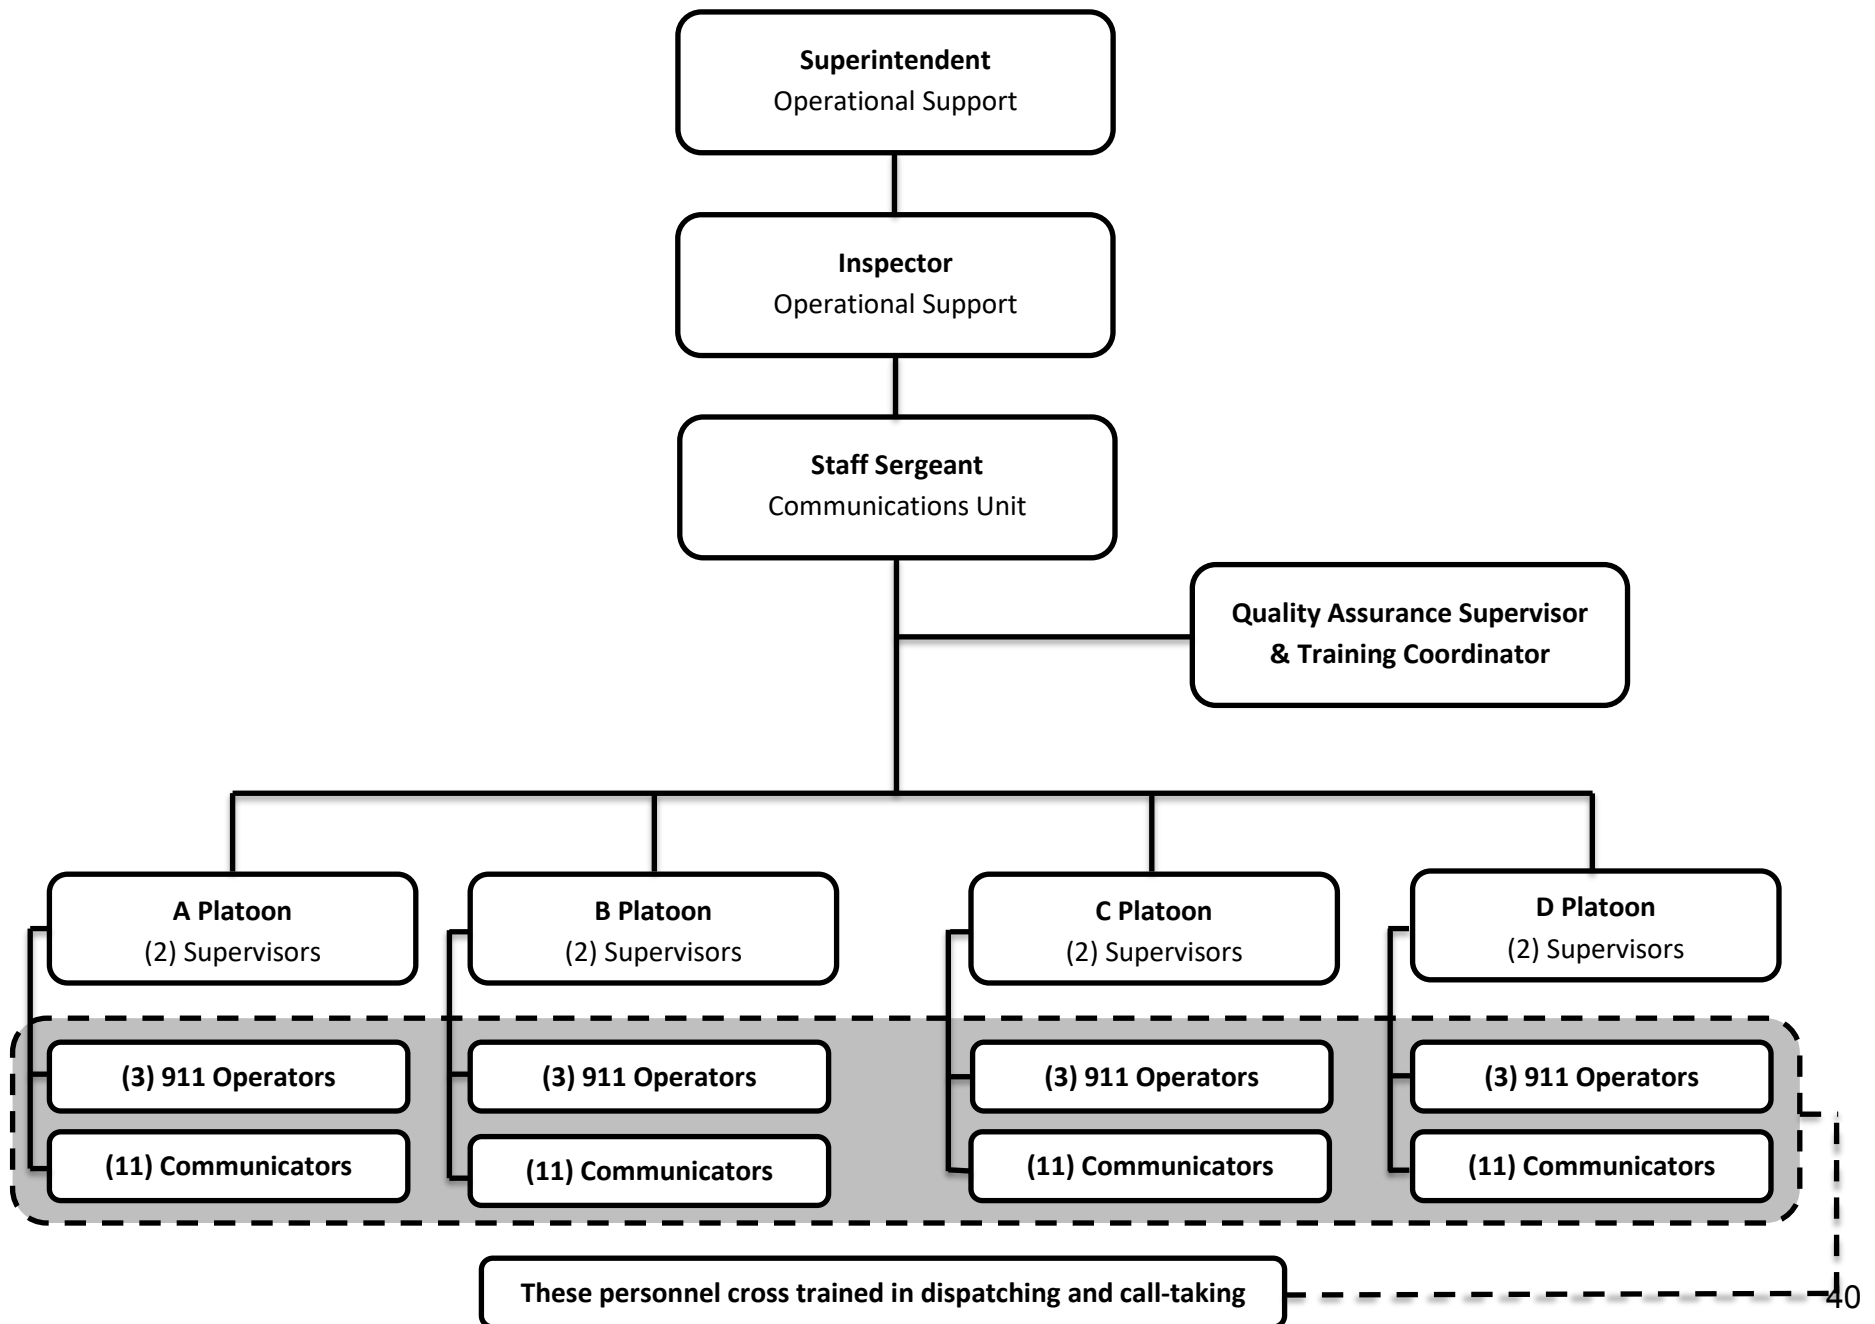 Superintendent
Operational Support
Inspector
Operational Support
Staff Sergeant
Communications Unit
Quality Assurance Supervisor
& Training Coordinator
A Platoon
(2) Supervisors
B Platoon
(2) Supervisors
C Platoon
(2) Supervisors
D Platoon
(2) Supervisors
(3) 911 Operators
(3) 911 Operators
(3) 911 Operators
(3) 911 Operators
(11) Communicators
(11) Communicators
(11) Communicators
(11) Communicators
These personnel cross trained in dispatching and call-taking
40